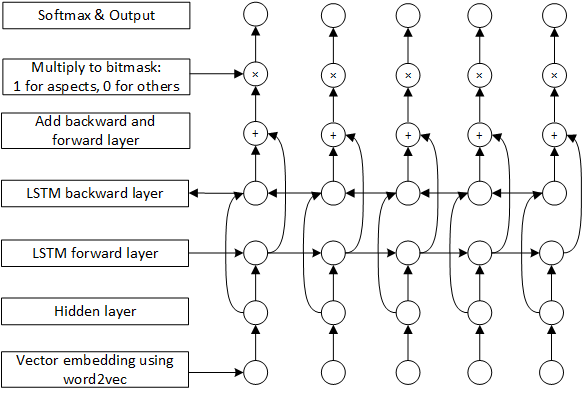 Softmax & Output
Multiply to bitmask:
1 for aspects, 0 for others
× × × × ×
Add backward and
forward layer
+ + + + +
LSTM backward layer
LSTM forward layer
Hidden layer
Vector embedding using
word2vec